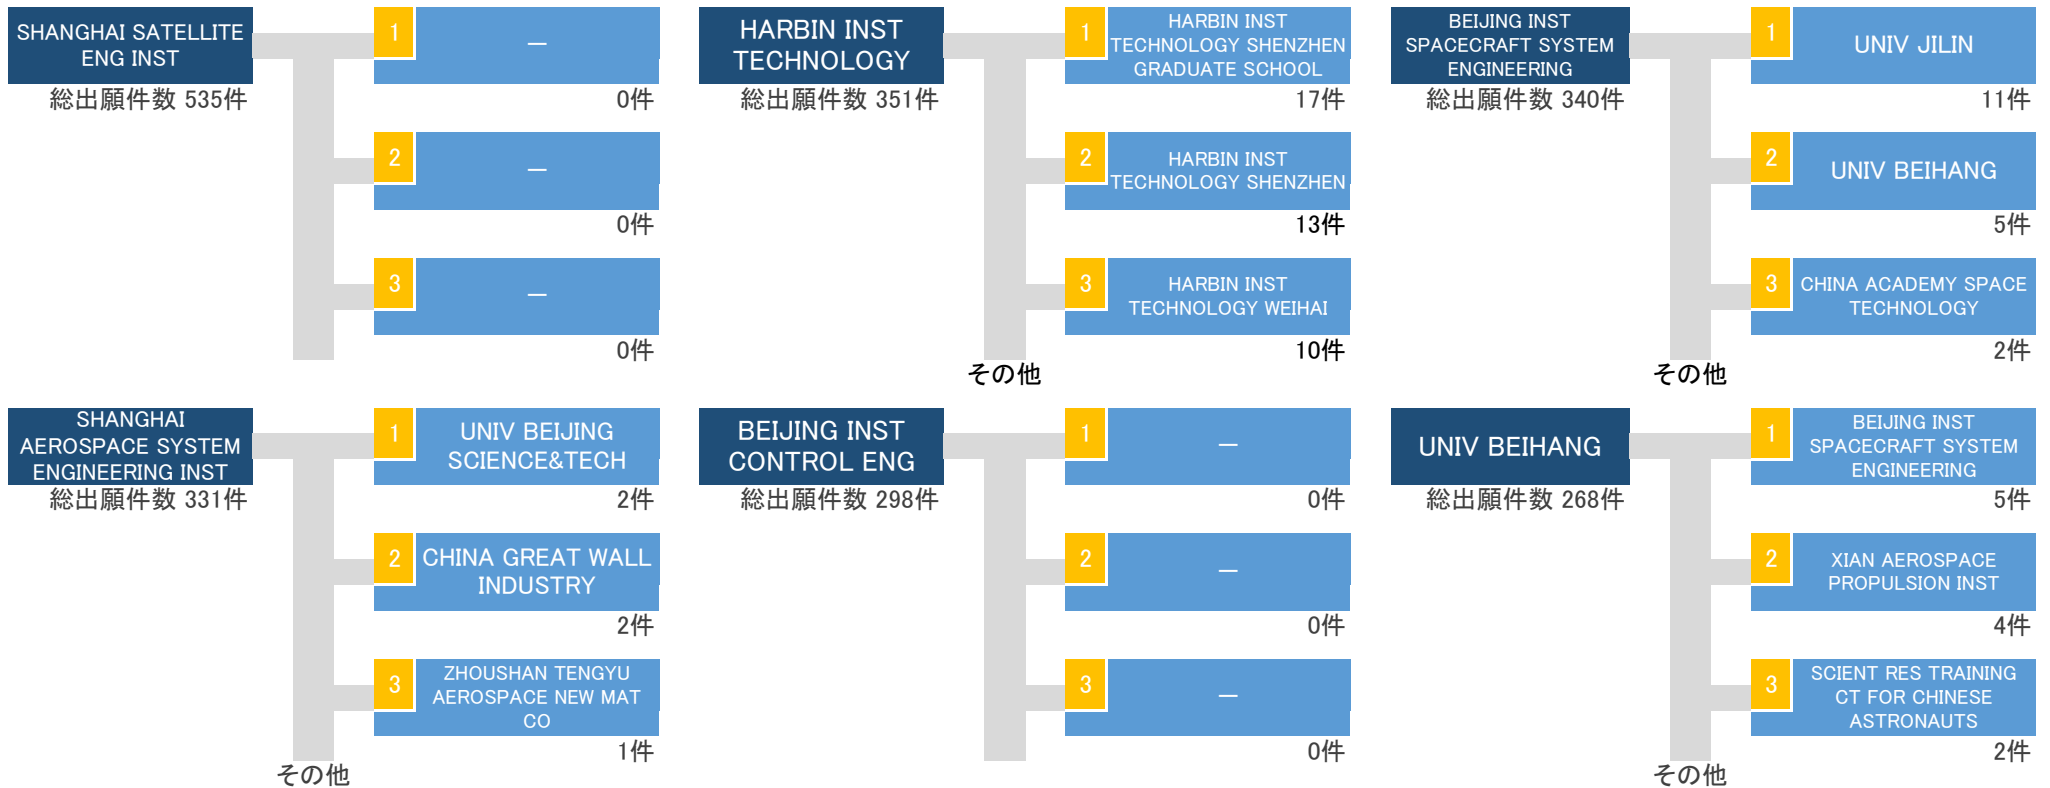 SHANGHAI SATELLITE
ENG INST
総出願件数 535件
1
－
0件
2
－
0件
3
－
0件
HARBIN INST
TECHNOLOGY
総出願件数 351件
1
HARBIN INST
TECHNOLOGY SHENZHEN
GRADUATE SCHOOL
17件
2
HARBIN INST
TECHNOLOGY SHENZHEN
13件
3
HARBIN INST
TECHNOLOGY WEIHAI
10件
その他
BEIJING INST
SPACECRAFT SYSTEM
ENGINEERING
総出願件数 340件
1
UNIV JILIN
11件
2
UNIV BEIHANG
5件
3
CHINA ACADEMY SPACE
TECHNOLOGY
2件
その他
SHANGHAI
AEROSPACE SYSTEM
ENGINEERING INST
総出願件数 331件
1
UNIV BEIJING
SCIENCE&TECH
2件
2
CHINA GREAT WALL
INDUSTRY
2件
3
ZHOUSHAN TENGYU
AEROSPACE NEW MAT
CO
1件
その他
BEIJING INST
CONTROL ENG
総出願件数 298件
1
－
0件
2
－
0件
3
－
0件
UNIV BEIHANG
総出願件数 268件
1
BEIJING INST
SPACECRAFT SYSTEM
ENGINEERING
5件
2
XIAN AEROSPACE
PROPULSION INST
4件
3
SCIENT RES TRAINING
CT FOR CHINESE
ASTRONAUTS
2件
その他